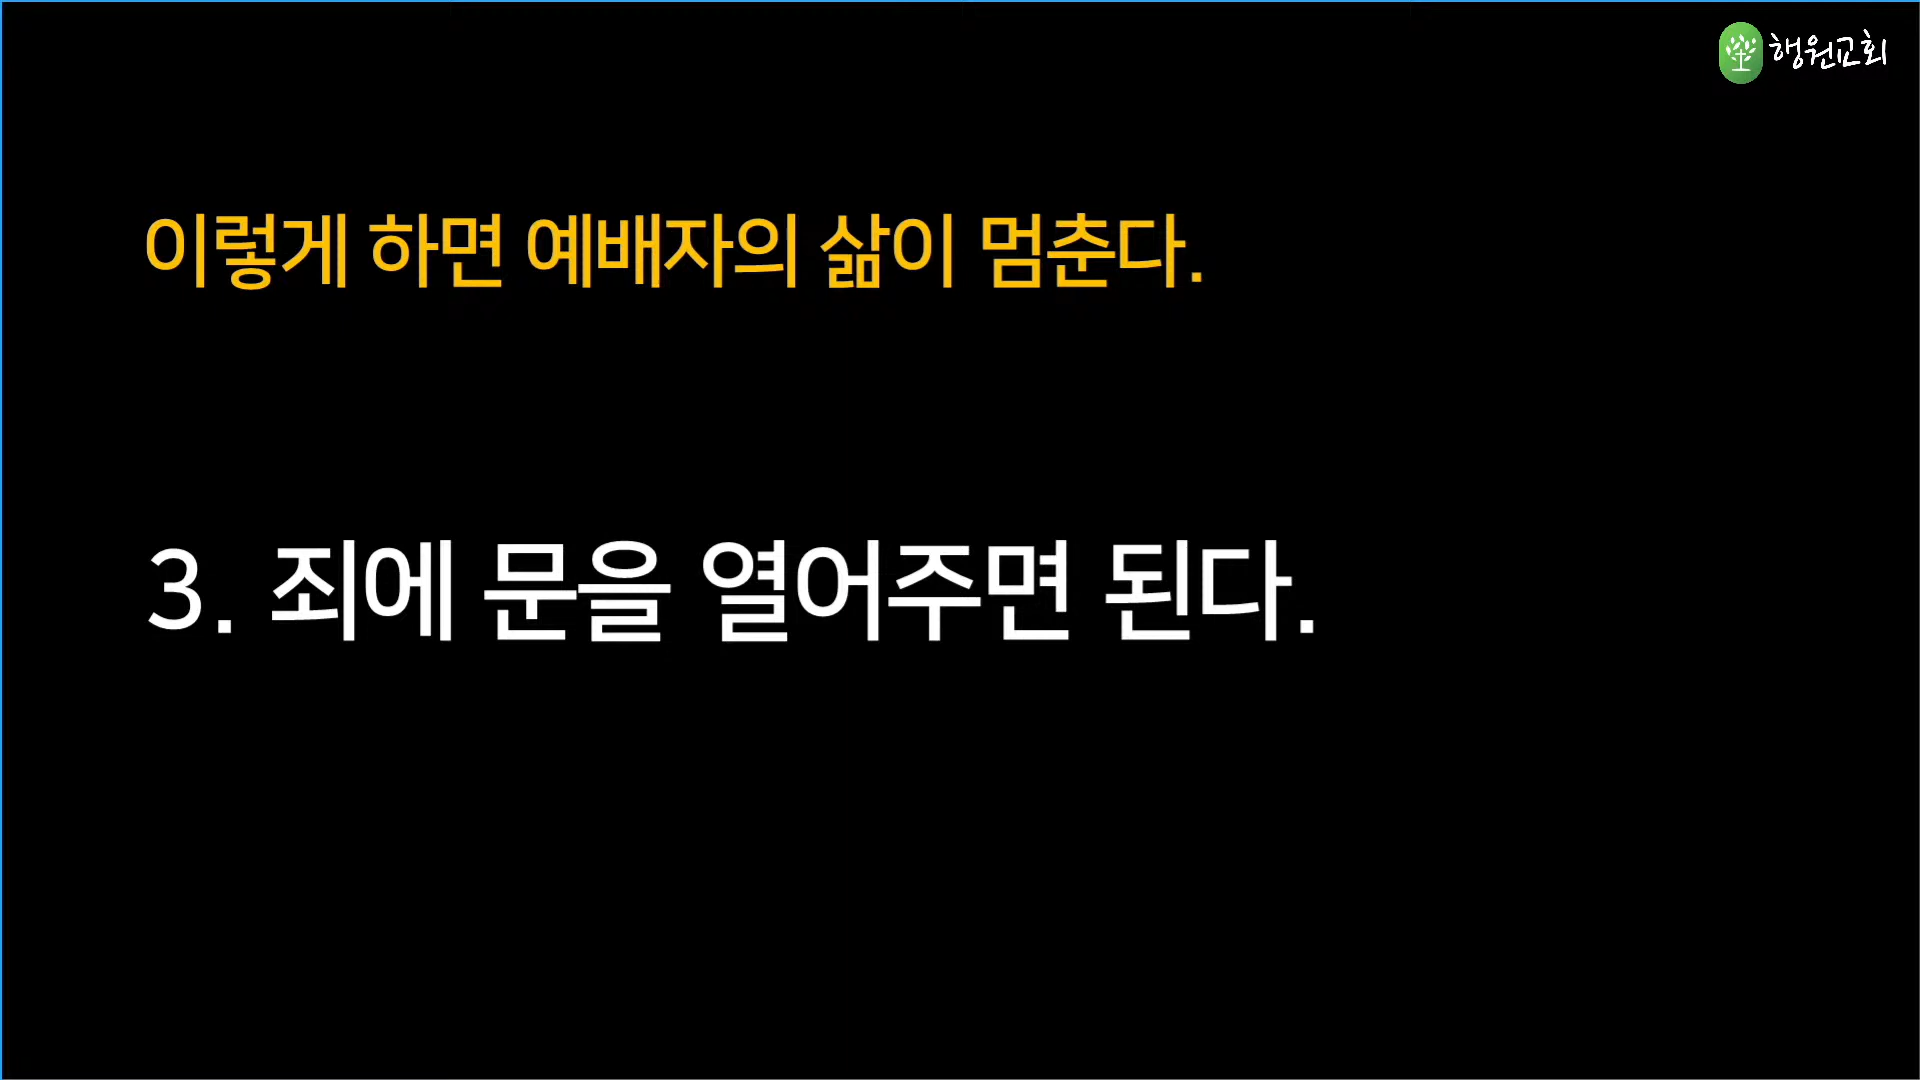 행원교회
이렇게 하면 예배자의 삶이 멈춘다.
3. 죄에 문을 열어주면 된다.